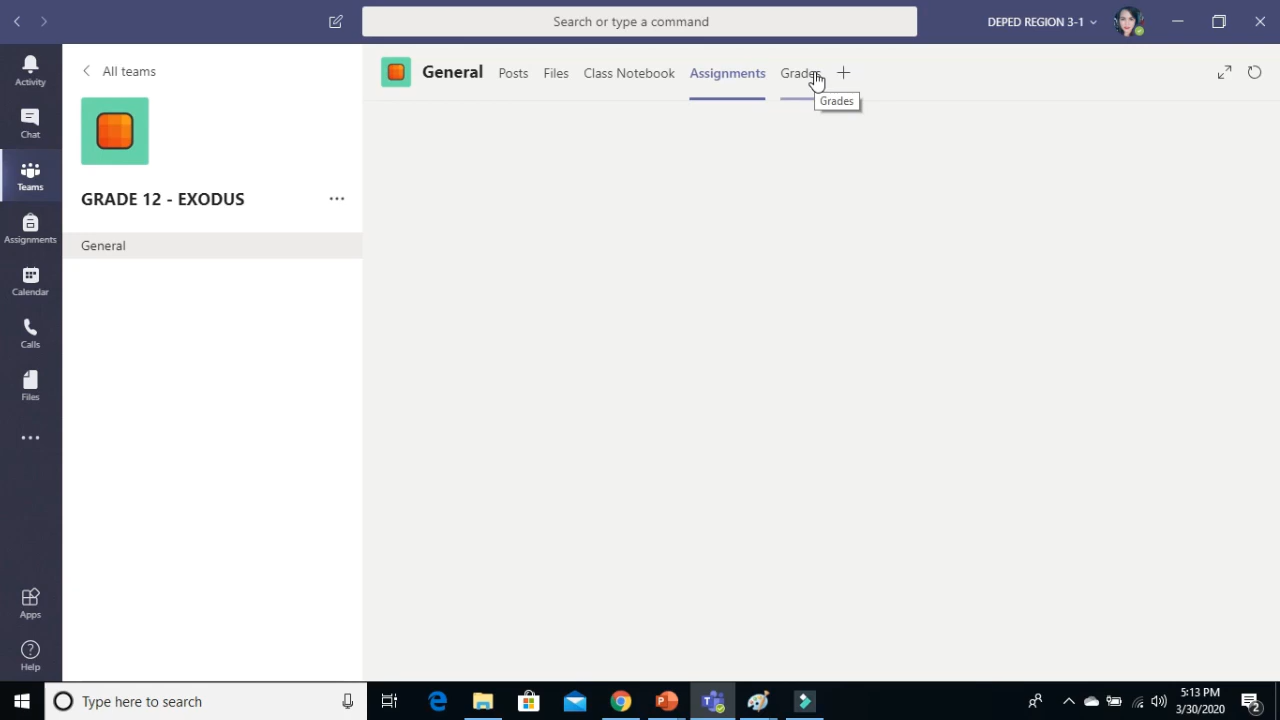 Search or type a command
DEPED REGION 3-1
Activity
Chat
Teams
Assignments
Calendar
Calls
Files
Apps
Help
All teams
GRADE 12 - EXODUS
General
General
Posts
Files
Class Notebook
Assignments
Grades
Grades
Type here to search
5:13 PM
3/30/2020
2